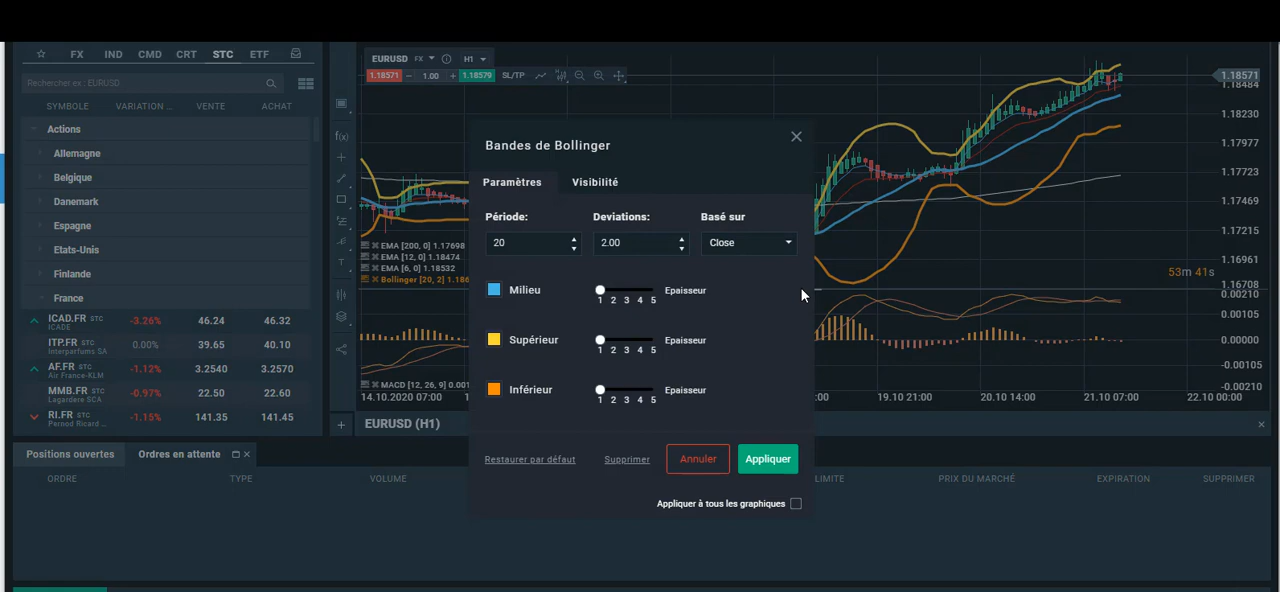 FX IND CMD CRT STC ETF
Rechercher ex.: EURUSD
SYMBOLE VARIATION ... VENTE ACHAT
Actions
Allemagne
Belgique
Danemark
Espagne
Etats-Unis
Finlande
France
ICAD.FR STC -3.26% 46.24 46.32
ICADE
ITP.FR STC 0.00% 39.65 40.10
Interparfums SA
AF.FR STC -1.12% 3.2540 3.2570
Air France-KLM
MMB.FR STC -0.97% 22.50 22.60
Lagardere SCA
RI.FR STC -1.15% 141.35 141.45
Pernod Ricard ...
EURUSD FX H1
1.18571 1.00 1.18579 SL/TP
f(x)
T
EMA [200, 0] 1.17698
EMA [12, 0] 1.18474
EMA [6, 0] 1.18532
Bollinger [20, 2] 1.186
MACD [12, 26, 9] 0.001
14.10.2020 07:00
Bandes de Bollinger
Paramètres Visibilité
Période: Deviations: Basé sur
20 2.00 Close
Milieu
1 2 3 4 5
Epaisseur
Supérieur
1 2 3 4 5
Epaisseur
Inférieur
1 2 3 4 5
Epaisseur
Restaurer par défaut Supprimer Annuler Appliquer
Appliquer à tous les graphiques
1.18571
1.18484
1.18230
1.17977
1.17723
1.17469
1.17215
1.16961
1.16708
53m 41s
0.00210
0.00105
0.00000
-0.00105
-0.00210
:00 19.10 21:00 20.10 14:00 21.10 07:00 22.10 00:00
EURUSD (H1)
Positions ouvertes Ordres en attente
ORDRE TYPE VOLUME LIMITE PRIX DU MARCHÉ EXPIRATION SUPPRIMER